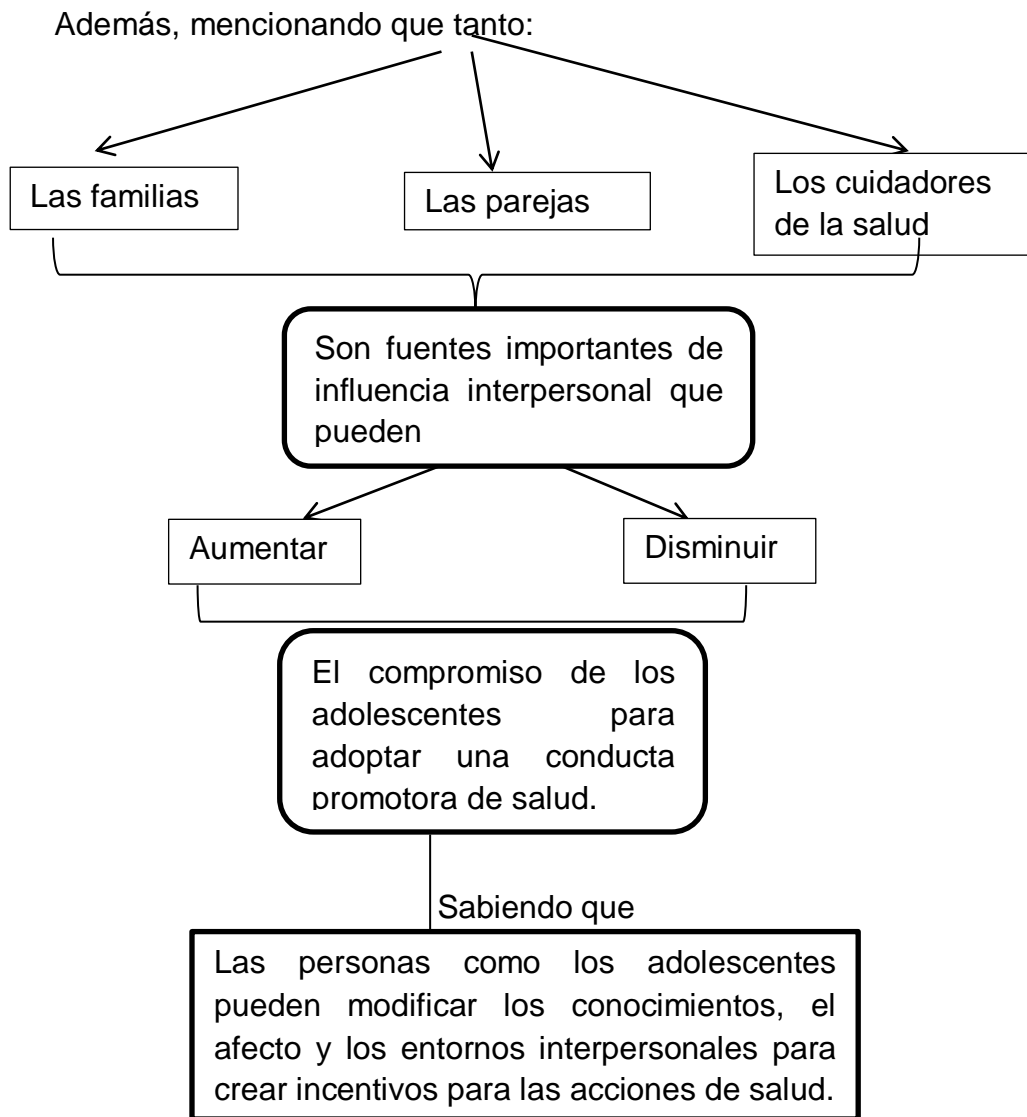 Además, mencionando que tanto:
Las familias
Las parejas
Los cuidadores
de la salud
Son fuentes importantes de
influencia interpersonal que
pueden
Aumentar
Disminuir
El compromiso de los
adolescentes para
adoptar una conducta
promotora de salud.
Sabiendo que
Las personas como los adolescentes
pueden modificar los conocimientos, el
afecto y los entornos interpersonales para
crear incentivos para las acciones de salud.